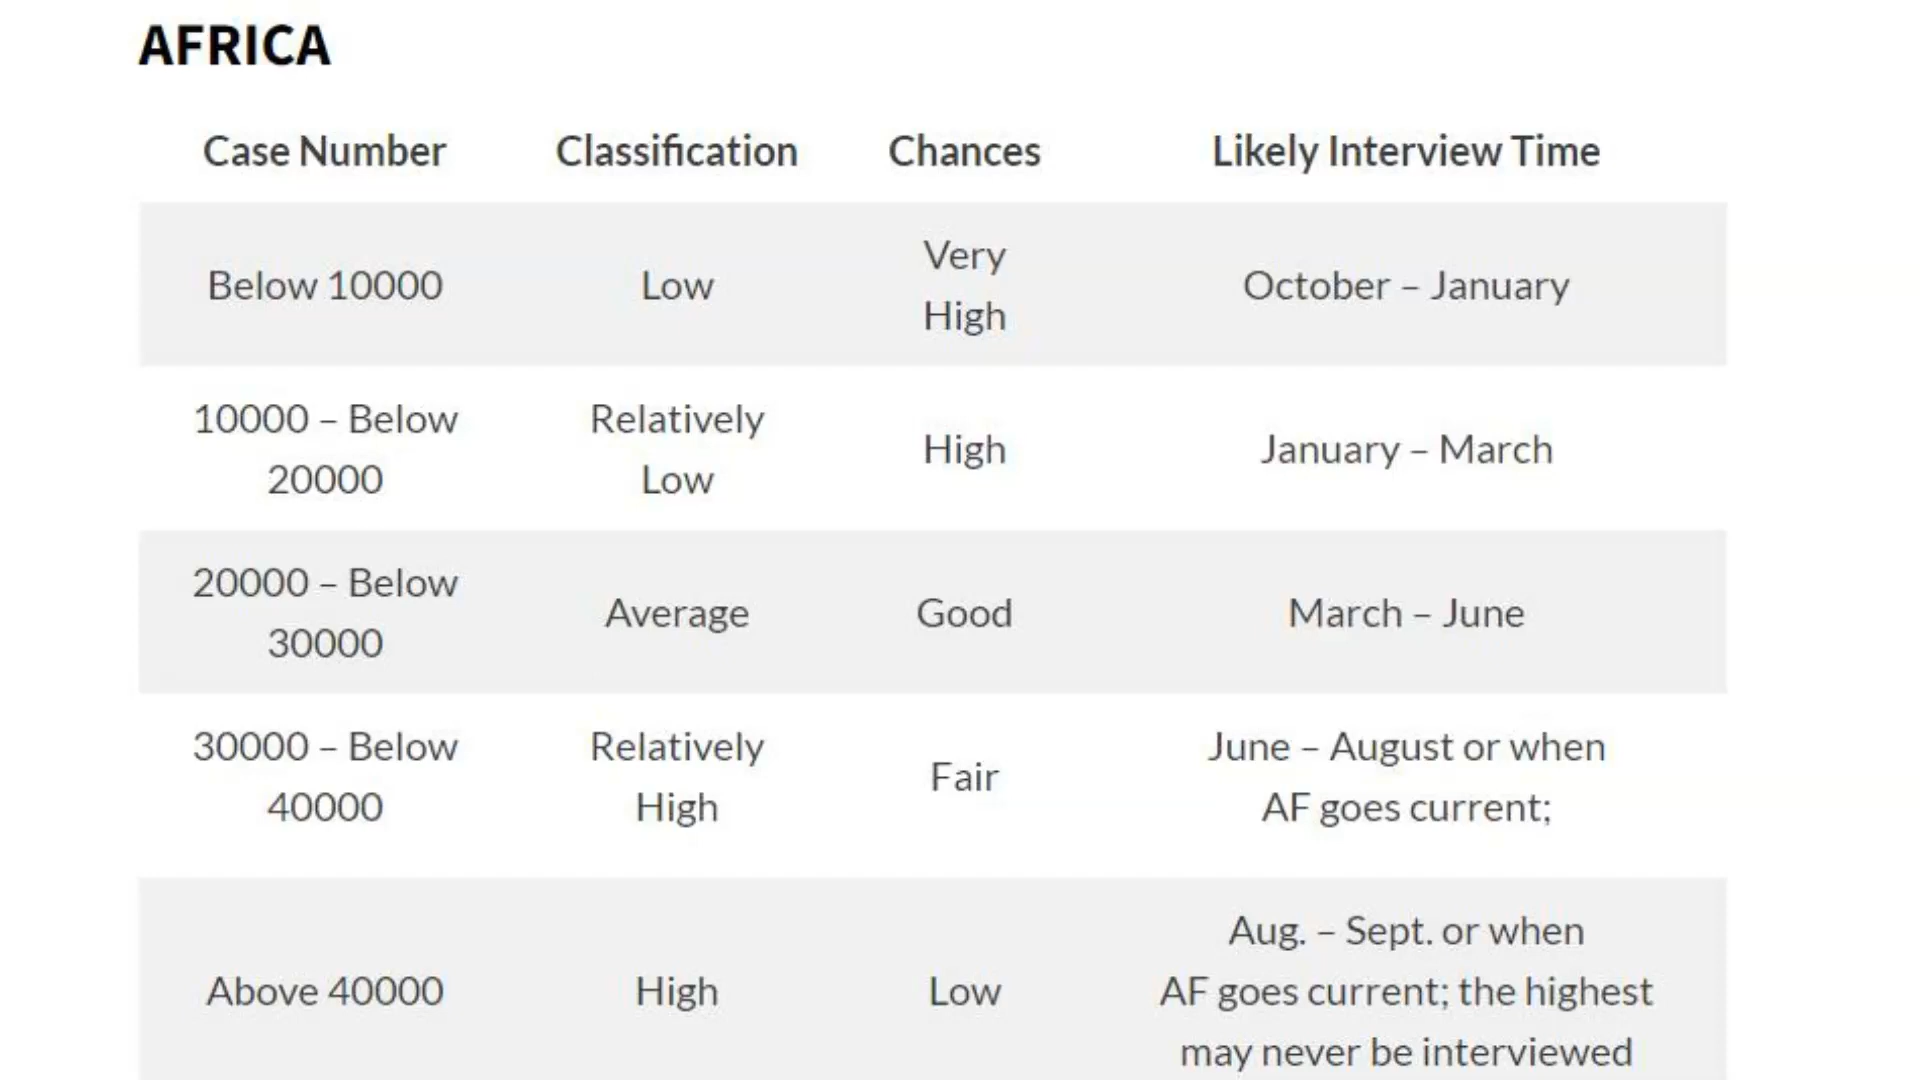 AFRICA
Case Number Classification Chances Likely Interview Time
Below 10000 Low Very High October – January
10000 – Below 20000 Relatively Low High January – March
20000 – Below 30000 Average Good March – June
30000 – Below 40000 Relatively High Fair June – August or when AF goes current;
Above 40000 High Low Aug. – Sept. or when AF goes current; the highest may never be interviewed